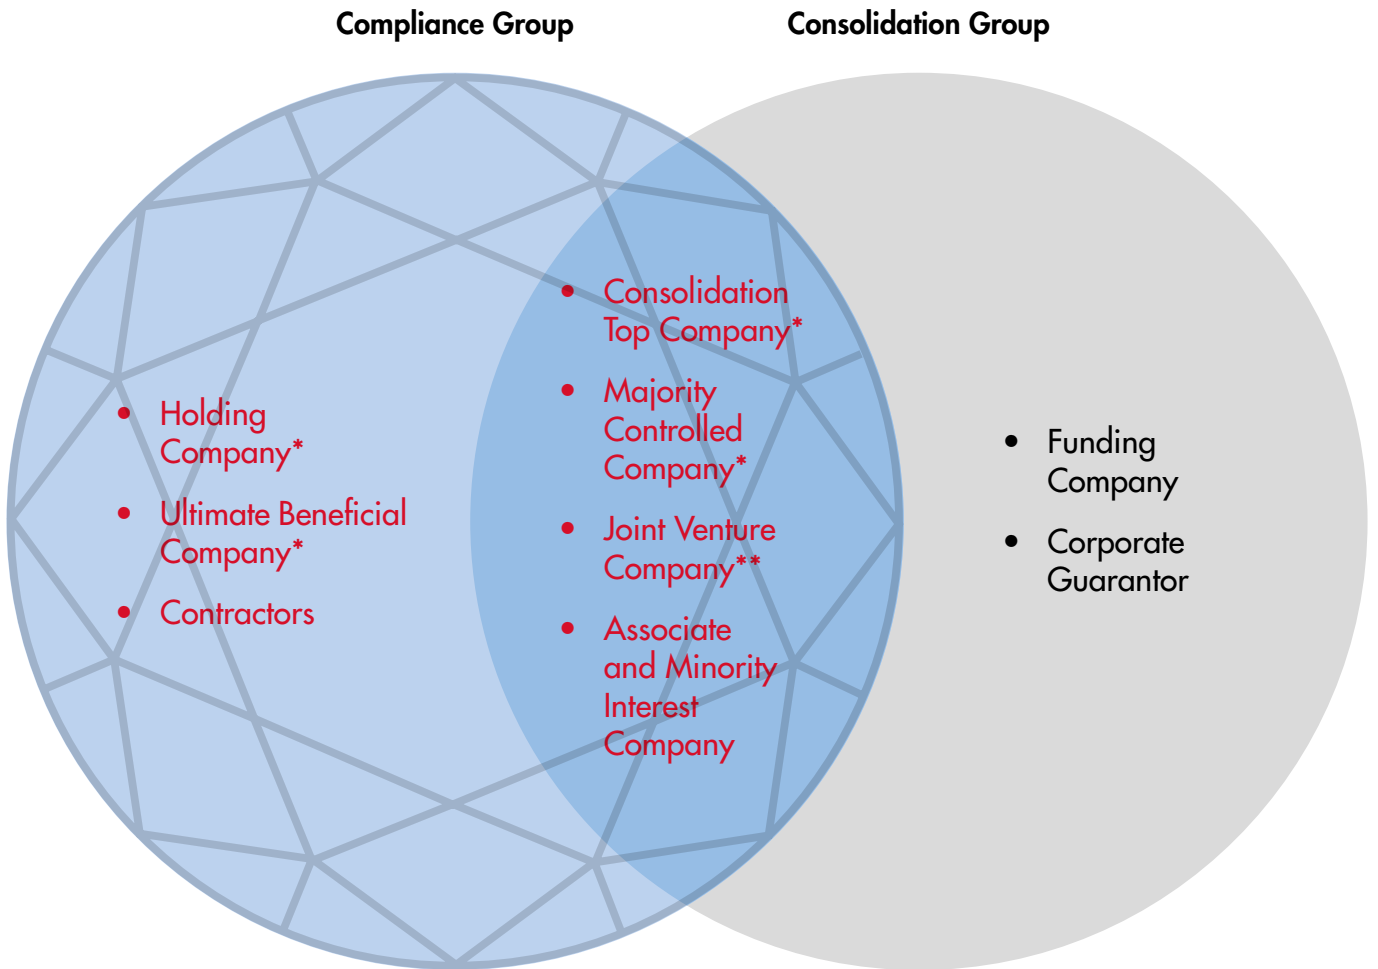 Compliance Group
Consolidation Group
• Holding
Company*
• Ultimate Beneficial
Company*
• Contractors
• Consolidation
Top Company*
• Majority
Controlled
Company*
• Joint Venture
Company**
• Associate
and Minority
Interest
Company
• Funding
Company
• Corporate
Guarantor